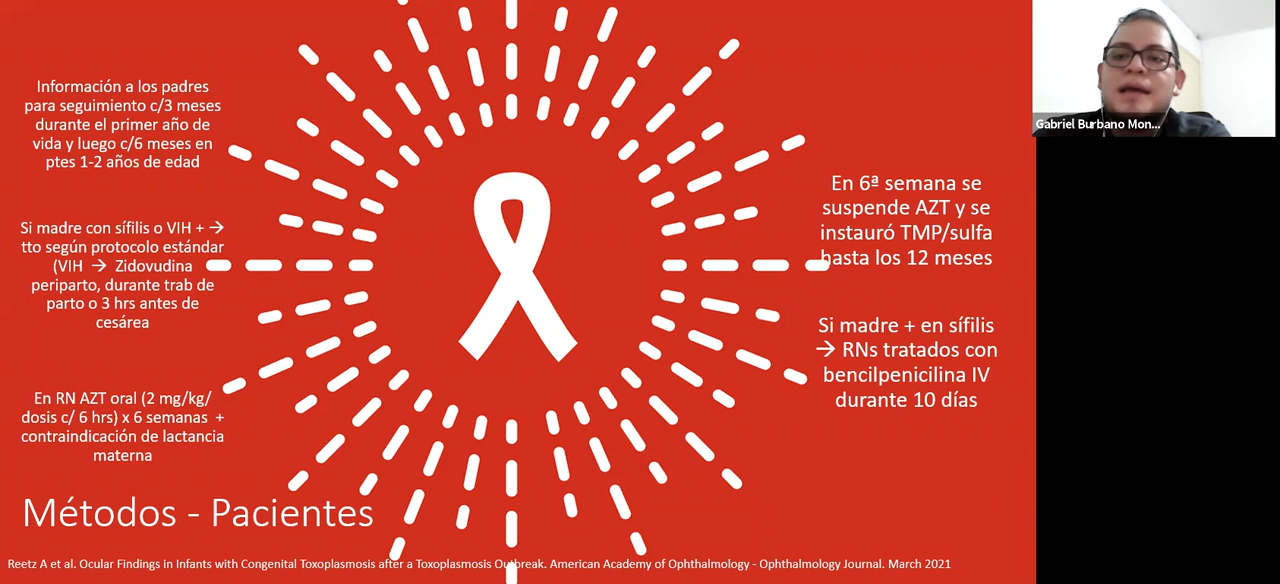 Información a los padres
para seguimiento c/3 meses
durante el primer año de
vida y luego c/6 meses en
ptes 1-2 años de edad
Si madre con sífilis o VIH + →
tto según protocolo estándar
(VIH → Zidovudina
periparto, durante trab de
parto o 3 hrs antes de
cesárea
En RN AZT oral (2 mg/kg/
dosis c/ 6 hrs) x 6 semanas +
contraindicación de lactancia
materna
En 6ª semana se
suspende AZT y se
instauró TMP/sulfa
hasta los 12 meses
Si madre + en sífilis
→ RNs tratados con
bencilpenicilina IV
durante 10 días
Métodos - Pacientes
Reetz A et al. Ocular Findings in Infants with Congenital Toxoplasmosis after a Toxoplasmosis Outbreak. American Academy of Ophthalmology - Ophthalmology Journal. March 2021
Gabriel Burbano Mon...